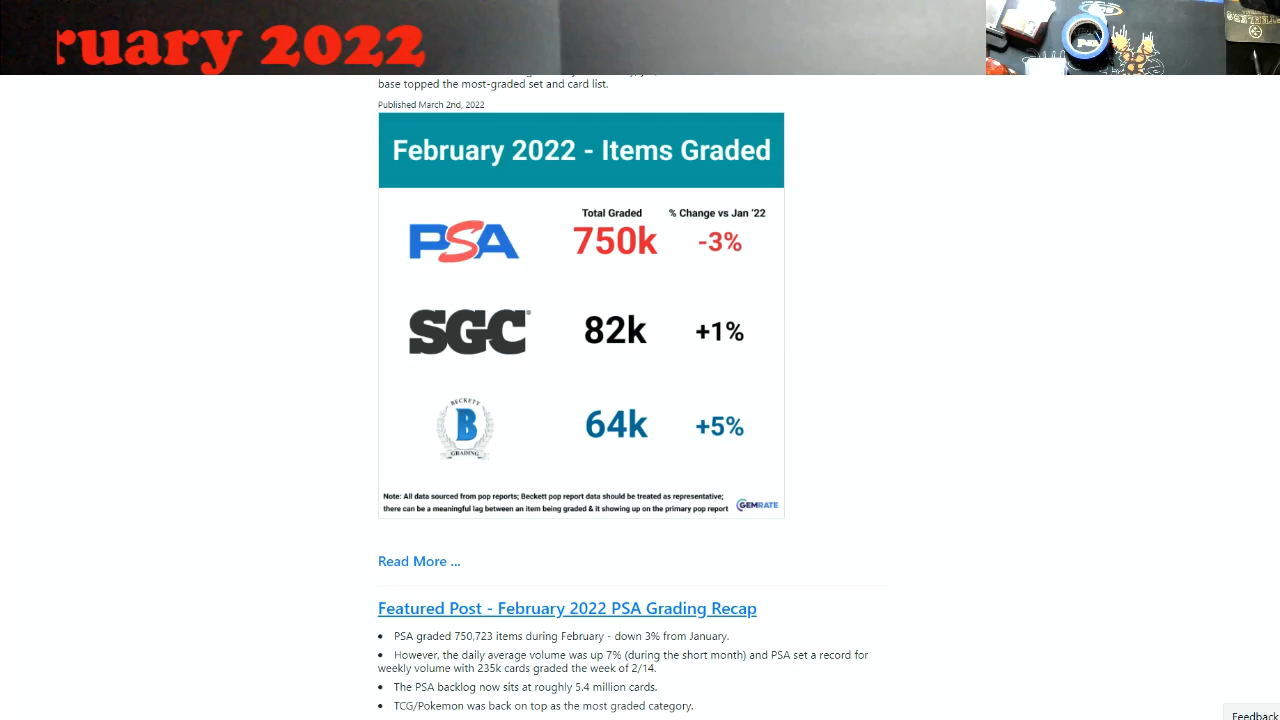 ruary 2022
base topped the most-graded set and card list.
Published March 2nd, 2022
February 2022 - Items Graded
Total Graded % Change vs Jan '22
PSA 750k -3%
SGC 82k +1%
BECKETT B GRADING 64k +5%
Note: All data sourced from pop reports; Beckett pop report data should be treated as representative;
there can be a meaningful lag between an item being graded & it showing up on the primary pop report
GEMRATE
Read More ...
Featured Post - February 2022 PSA Grading Recap
• PSA graded 750,723 items during February - down 3% from January.
• However, the daily average volume was up 7% (during the short month) and PSA set a record for
weekly volume with 235k cards graded the week of 2/14.
• The PSA backlog now sits at roughly 5.4 million cards.
• TCG/Pokemon was back on top as the most graded category.
Feedback